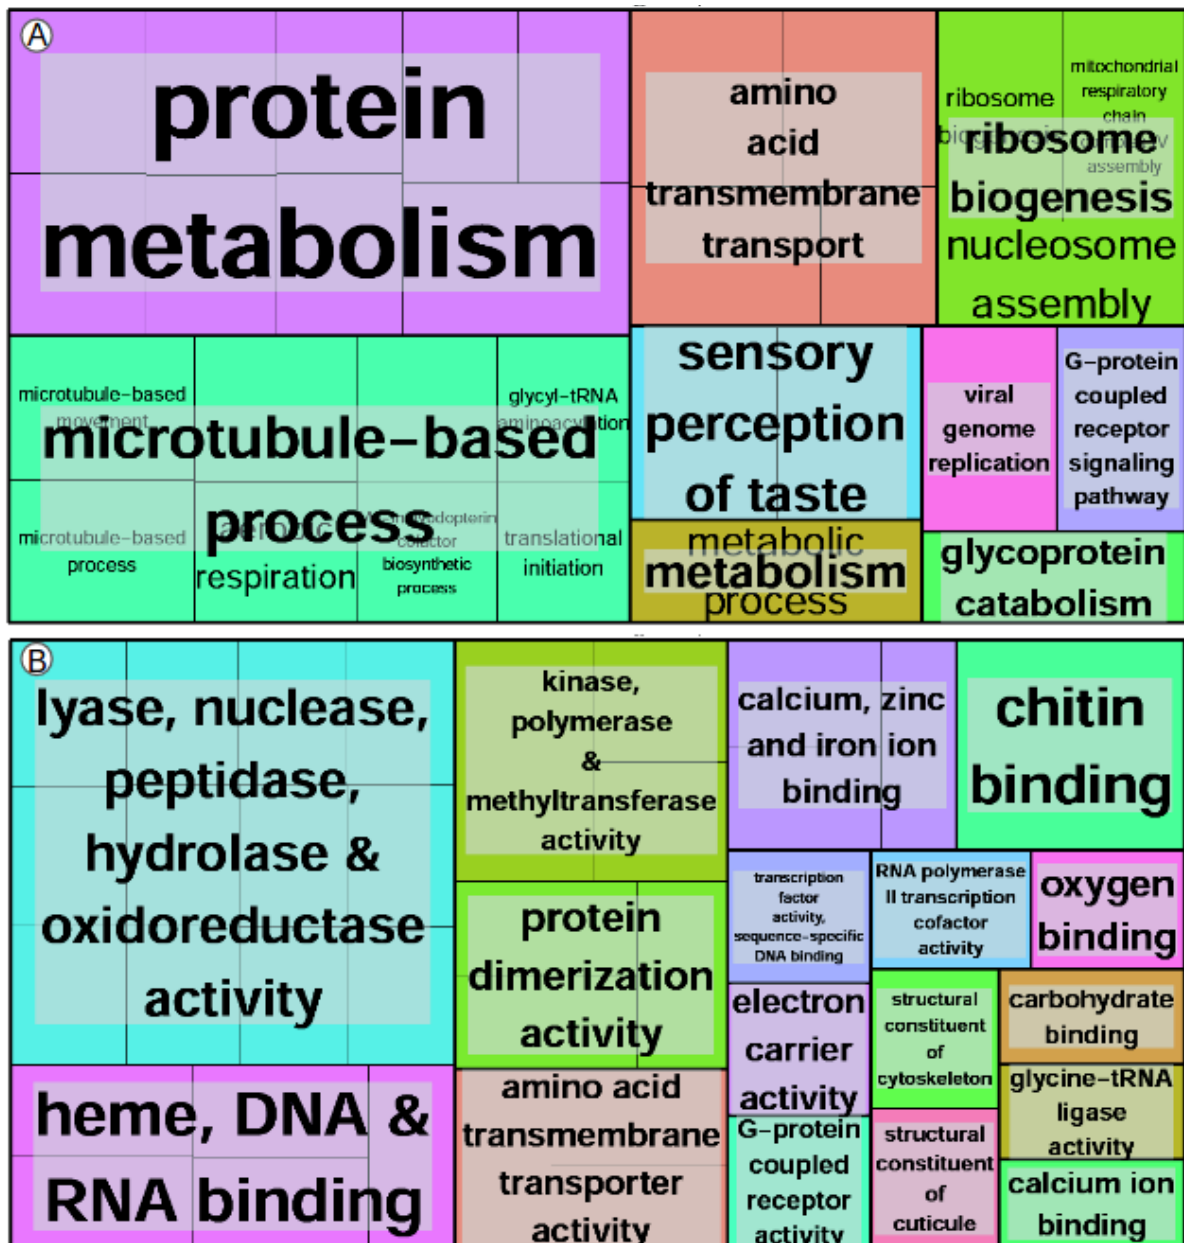 A
protein
metabolism
amino
acid
transmembrane
transport
ribosome
biogenesis
mitochondrial
respiratory
chain
assembly
ribosome
biogenesis
nucleosome
assembly
microtubule-based
movement
glycyl-tRNA
aminoacylation
microtubule-based
process
microtubule-based
process
aerobic
respiration
cofactor
biosynthetic
process
translational
initiation
sensory
perception
of taste
viral
genome
replication
G-protein
coupled
receptor
signaling
pathway
metabolic
process
metabolism
glycoprotein
catabolism
B
lyase, nuclease,
peptidase,
hydrolase &
oxidoreductase
activity
kinase,
polymerase
&
methyltransferase
activity
calcium, zinc
and iron ion
binding
chitin
binding
protein
dimerization
activity
transcription
factor
activity,
sequence-specific
DNA binding
RNA polymerase
II transcription
cofactor
activity
oxygen
binding
electron
carrier
activity
structural
constituent
of
cytoskeleton
carbohydrate
binding
glycine-tRNA
ligase
activity
heme, DNA &
RNA binding
amino acid
transmembrane
transporter
activity
G-protein
coupled
receptor
activity
structural
constituent
of
cuticule
calcium ion
binding